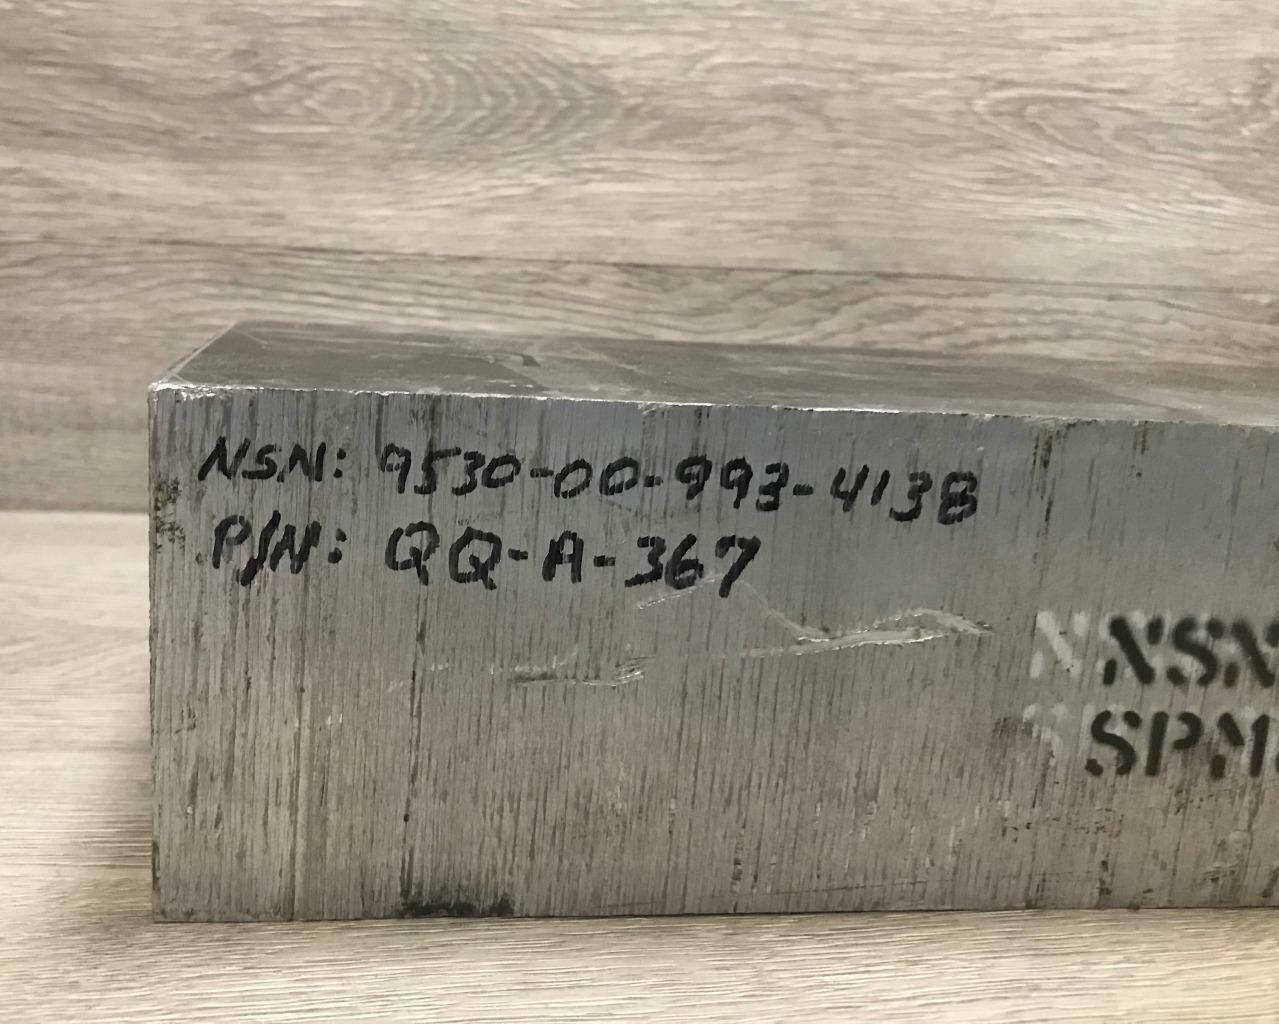 NSN: 9530-00-993-4138
P/N: QQ-A-367
NSN
SPM